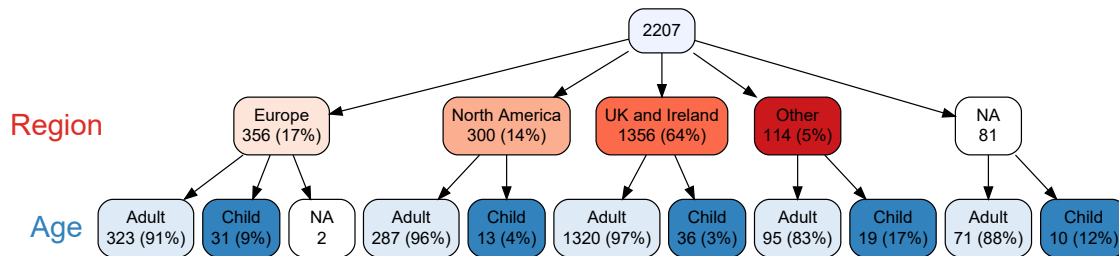 2207
Region
Europe
356 (17%)
North America
300 (14%)
UK and Ireland
1356 (64%)
Other
114 (5%)
NA
81
Age
Adult
323 (91%)
Child
31 (9%)
NA
2
Adult
287 (96%)
Child
13 (4%)
Adult
1320 (97%)
Child
36 (3%)
Adult
95 (83%)
Child
19 (17%)
Adult
71 (88%)
Child
10 (12%)